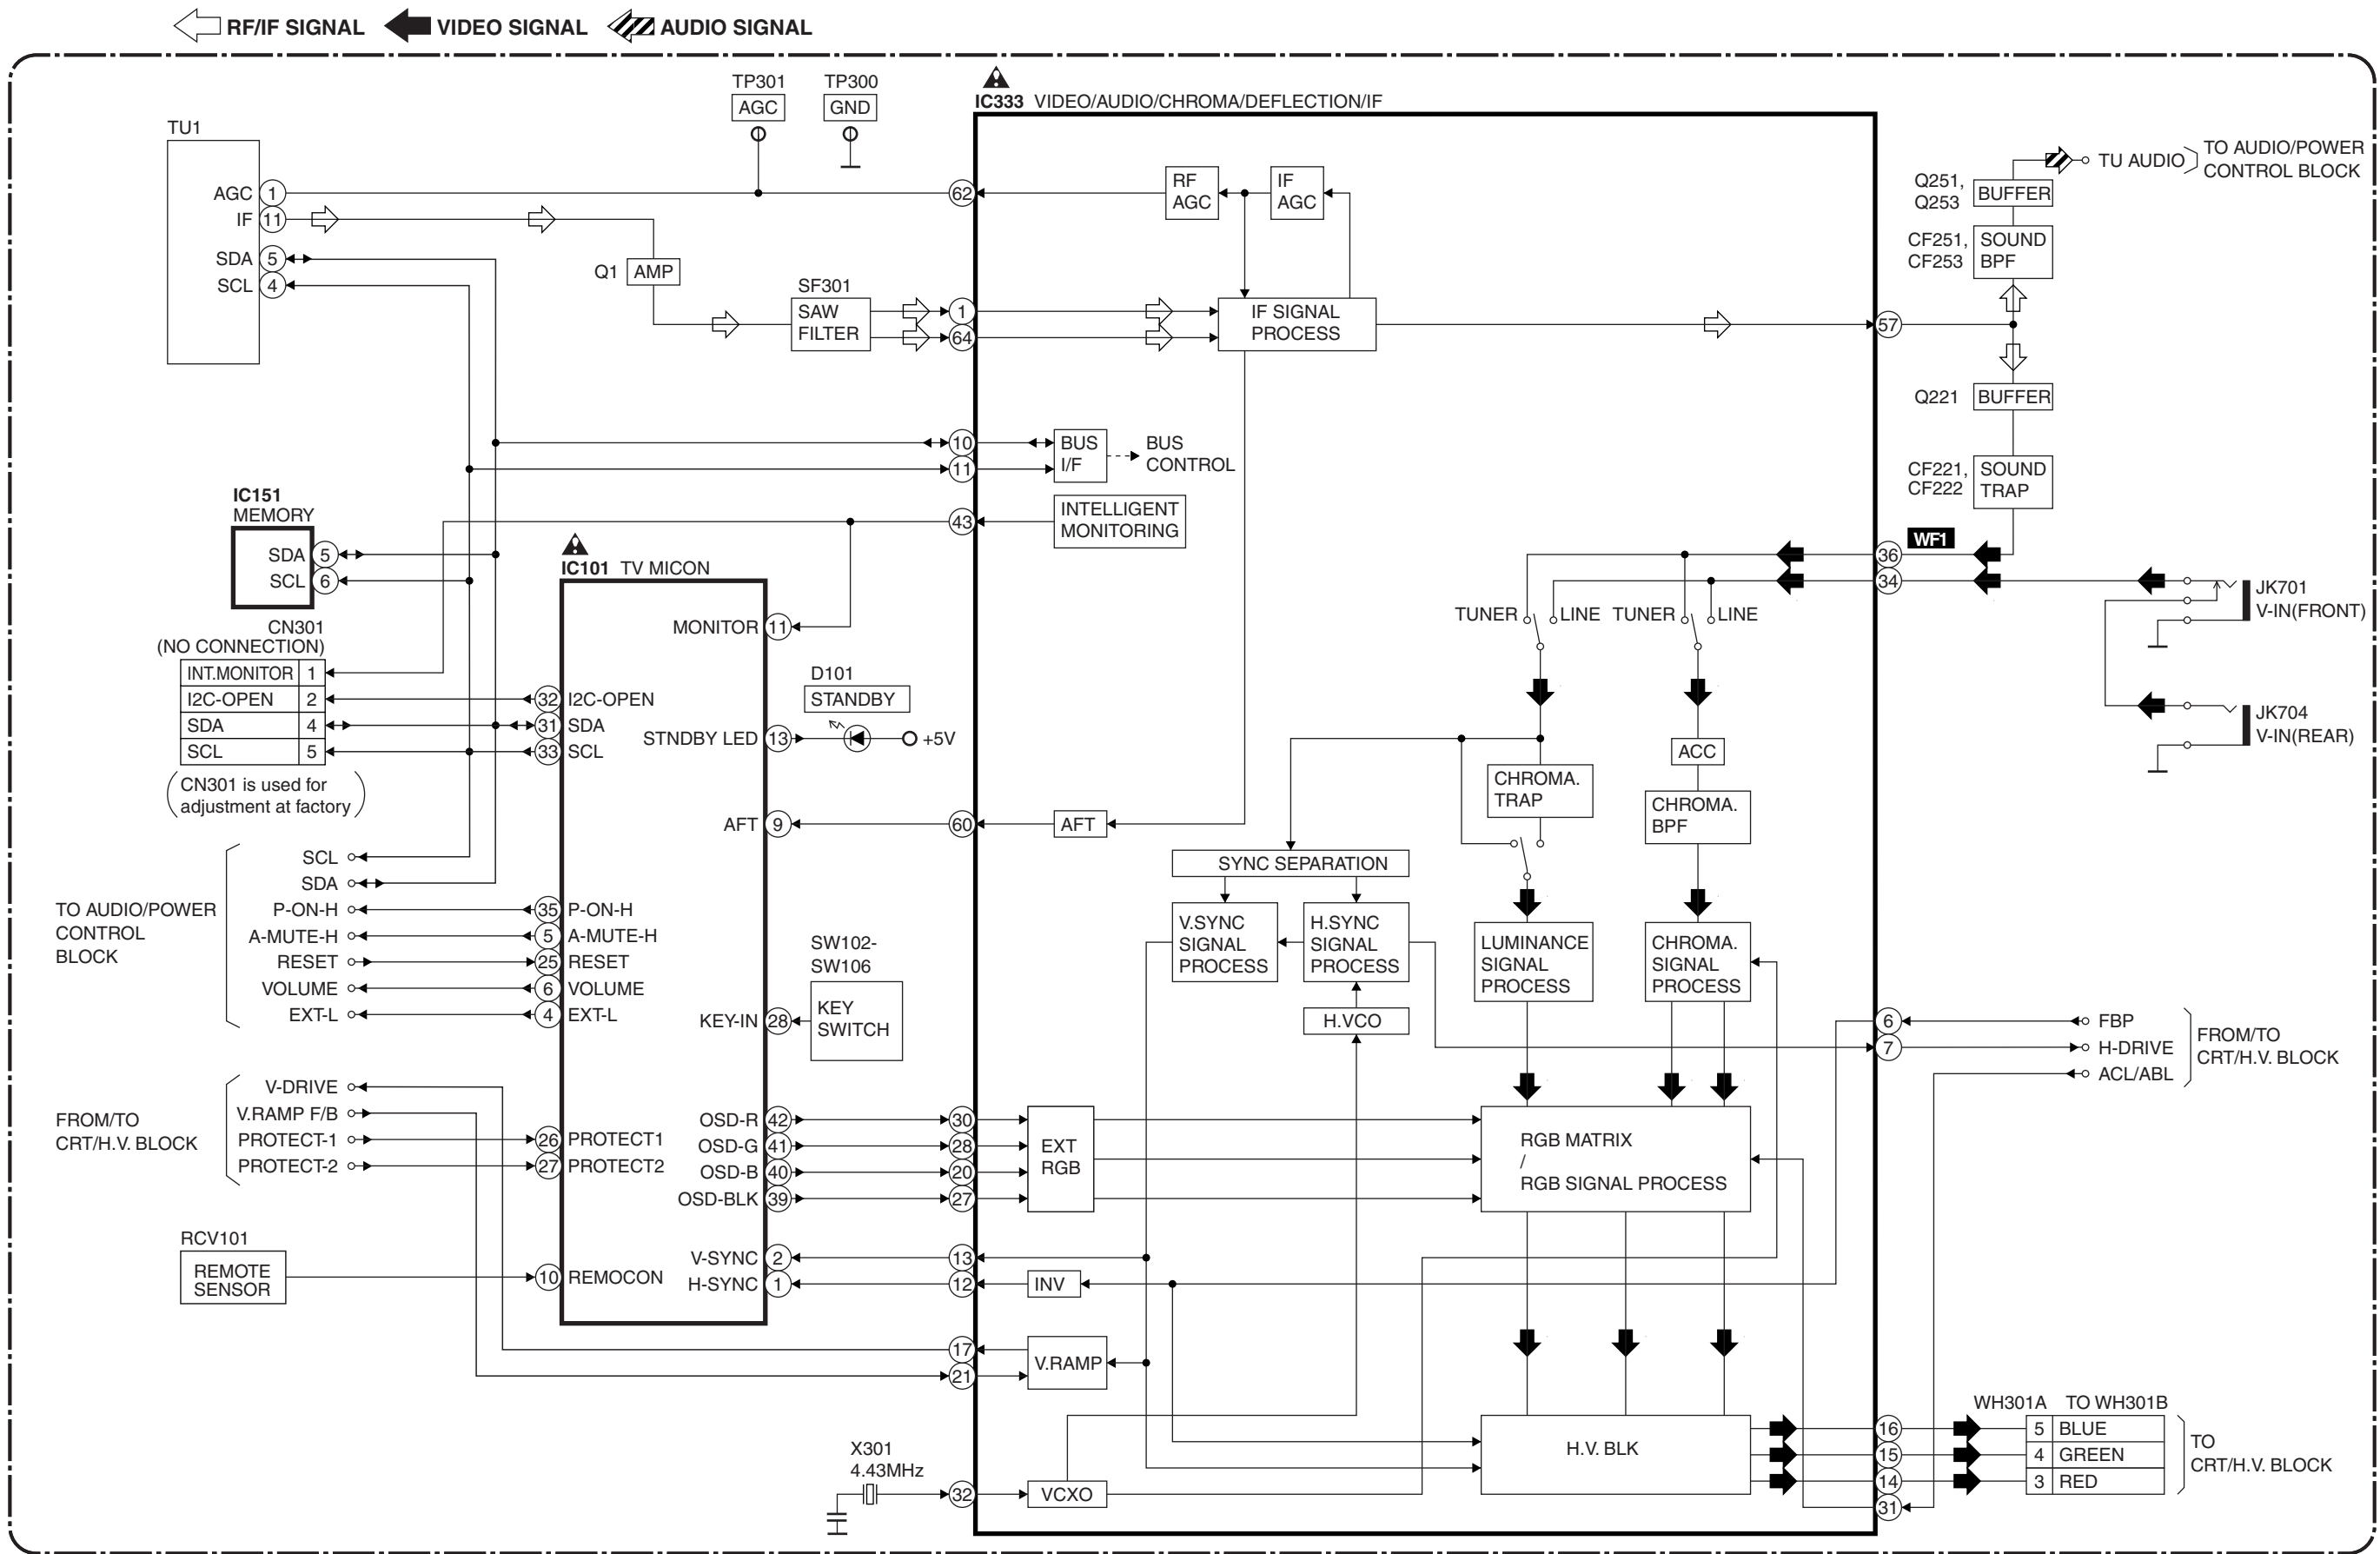 RF/IF SIGNAL VIDEO SIGNAL AUDIO SIGNAL
TP301
AGC
TP300
GND
IC333 VIDEO/AUDIO/CHROMA/DEFLECTION/IF
TU1
AGC 1
IF 11
SDA 5
SCL 4
Q1 AMP
SF301
SAW
FILTER
62
RF
AGC
IF
AGC
1
64
IF SIGNAL
PROCESS
57
Q251,
Q253
BUFFER
TU AUDIO
TO AUDIO/POWER
CONTROL BLOCK
CF251,
CF253
SOUND
BPF
Q221 BUFFER
CF221,
CF222
SOUND
TRAP
10
11
BUS
I/F
BUS
CONTROL
43
INTELLIGENT
MONITORING
IC151
MEMORY
SDA 5
SCL 6
WF1
36
34
JK701
V-IN(FRONT)
JK704
V-IN(REAR)
TUNER LINE TUNER LINE
IC101 TV MICON
MONITOR 11
CN301
(NO CONNECTION)
INT.MONITOR 1
I2C-OPEN 2
SDA 4
SCL 5
CN301 is used for
adjustment at factory
32 I2C-OPEN
31 SDA
33 SCL
D101
STANDBY
STNDBY LED 13
+5V
AFT 9
60
AFT
ACC
CHROMA.
TRAP
CHROMA.
BPF
SYNC SEPARATION
V.SYNC
SIGNAL
PROCESS
H.SYNC
SIGNAL
PROCESS
H.VCO
LUMINANCE
SIGNAL
PROCESS
CHROMA.
SIGNAL
PROCESS
TO AUDIO/POWER
CONTROL
BLOCK
SCL
SDA
P-ON-H 35 P-ON-H
A-MUTE-H 5 A-MUTE-H
RESET 25 RESET
VOLUME 6 VOLUME
EXT-L 4 EXT-L
SW102-
SW106
KEY
SWITCH
KEY-IN 28
6 FBP
7 H-DRIVE
ACL/ABL
FROM/TO
CRT/H.V. BLOCK
FROM/TO
CRT/H.V. BLOCK
V-DRIVE
V.RAMP F/B
PROTECT-1 26 PROTECT1
PROTECT-2 27 PROTECT2
OSD-R 42 30
OSD-G 41 28
OSD-B 40 20
OSD-BLK 39 27
EXT
RGB
RGB MATRIX
/
RGB SIGNAL PROCESS
RCV101
REMOTE
SENSOR
10 REMOCON
V-SYNC 2 13
H-SYNC 1 12
INV
17
21
V.RAMP
X301
4.43MHz
32
VCXO
H.V. BLK
WH301A TO WH301B
16 5 BLUE
15 4 GREEN
14 3 RED
31
TO
CRT/H.V. BLOCK